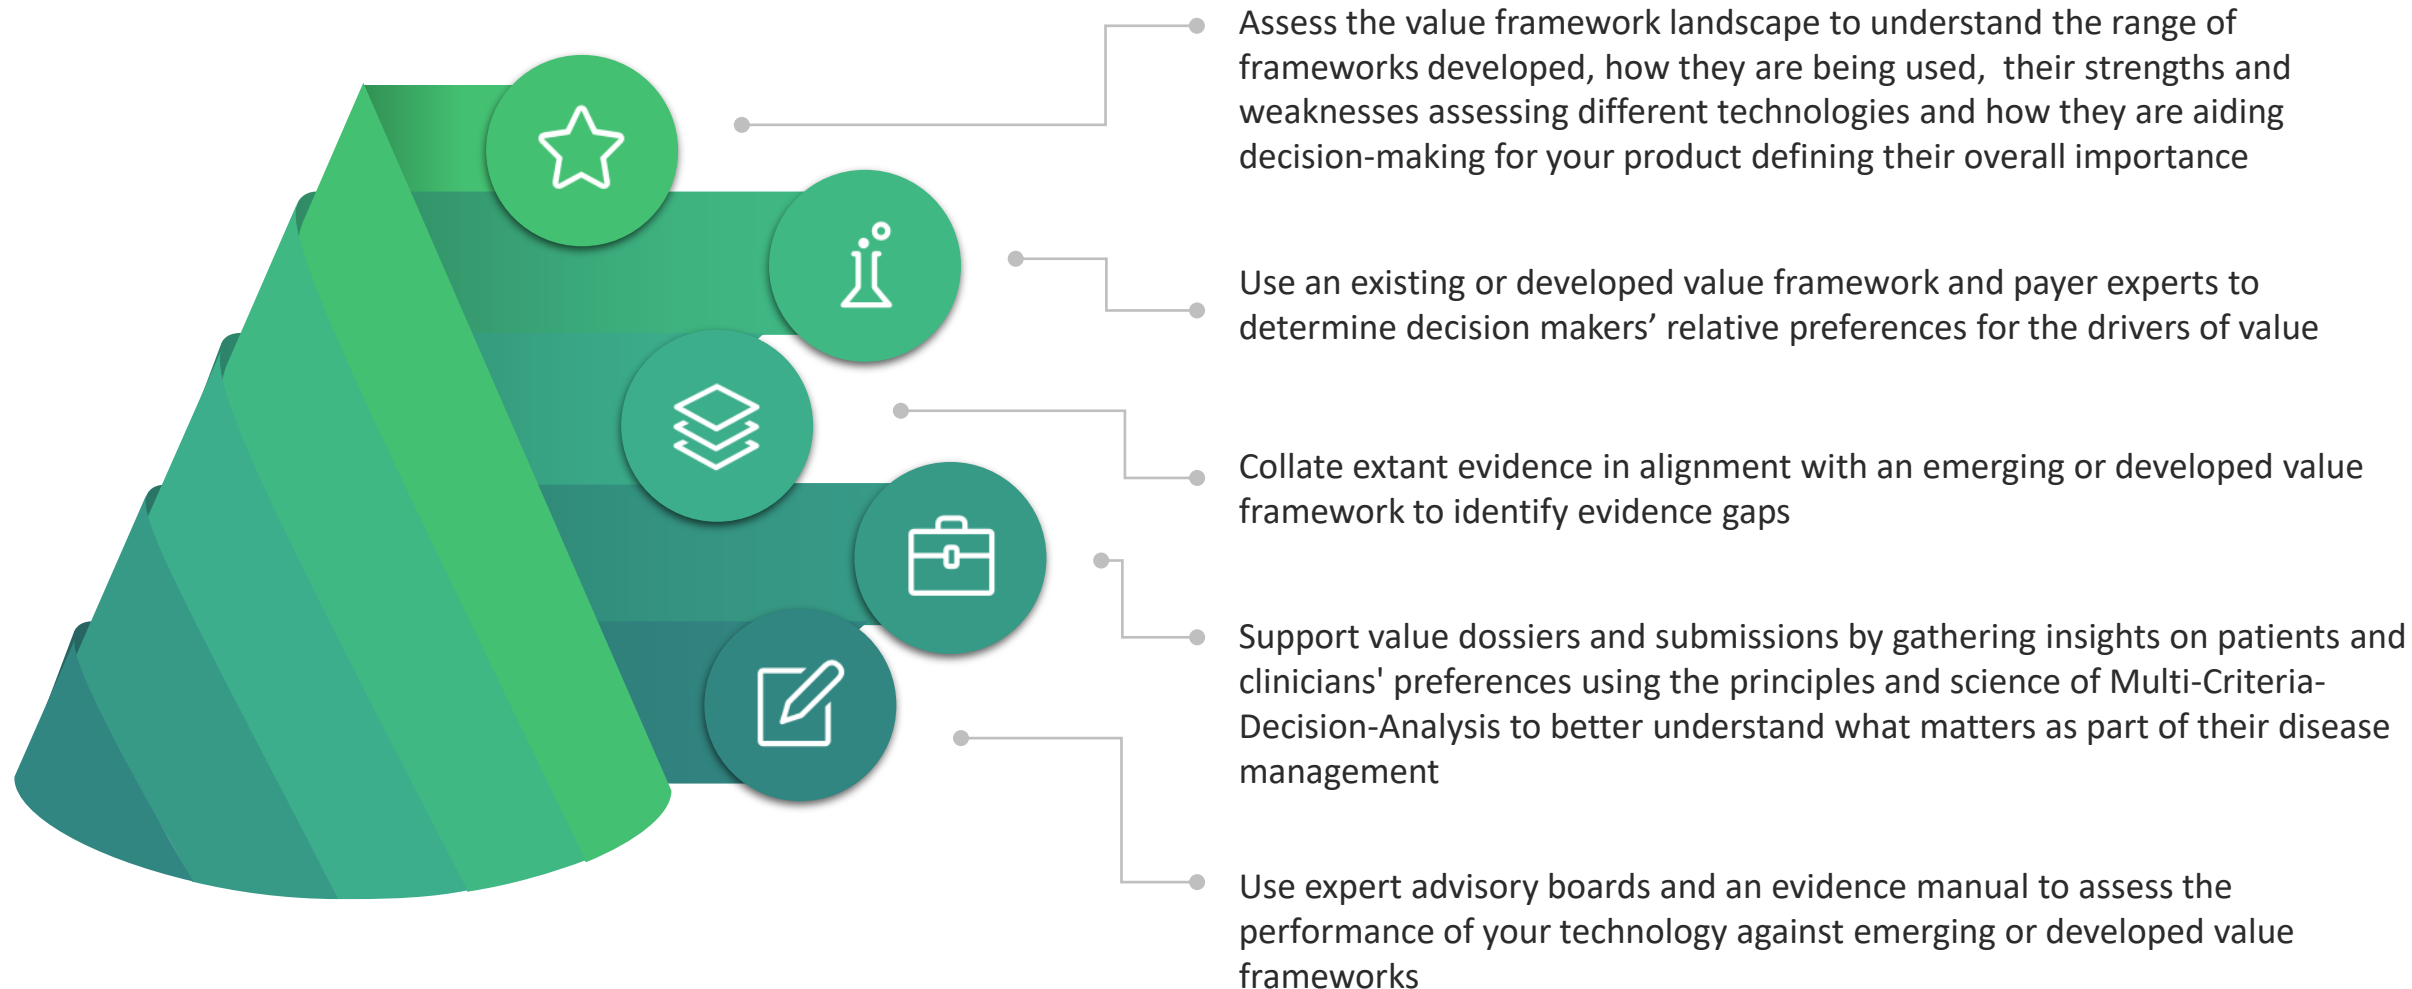 Assess the value framework landscape to understand the range of
frameworks developed, how they are being used,  their strengths and
weaknesses assessing different technologies and how they are aiding
decision-making for your product defining their overall importance
Use an existing or developed value framework and payer experts to
determine decision makers’ relative preferences for the drivers of value
Collate extant evidence in alignment with an emerging or developed value
framework to identify evidence gaps
Support value dossiers and submissions by gathering insights on patients and
clinicians' preferences using the principles and science of Multi-Criteria-
Decision-Analysis to better understand what matters as part of their disease
management
Use expert advisory boards and an evidence manual to assess the
performance of your technology against emerging or developed value
frameworks